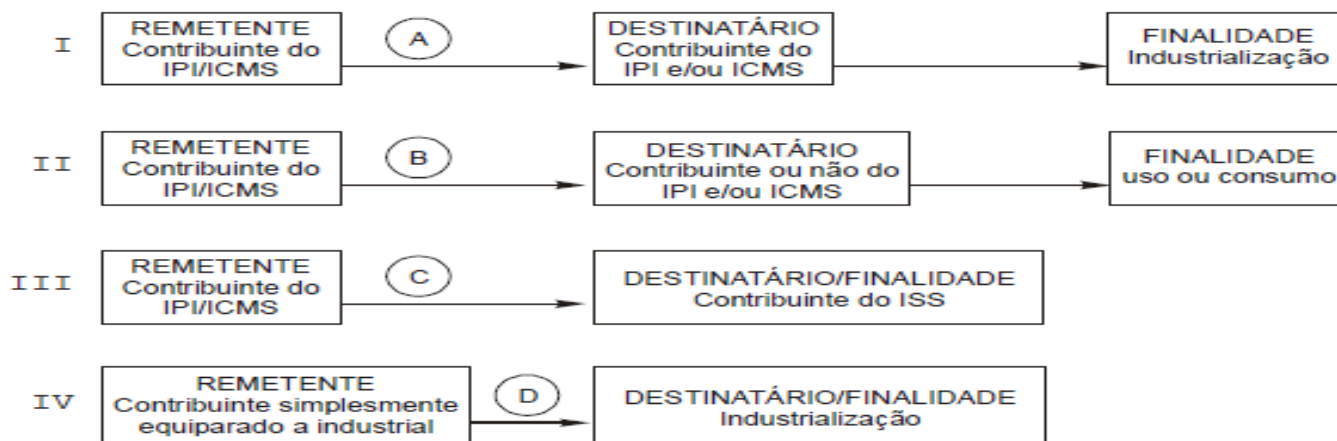 I
REMETENTE
Contribuinte do
IPI/ICMS
A
DESTINATÁRIO
Contribuinte do
IPI e/ou ICMS
FINALIDADE
Industrialização
II
REMETENTE
Contribuinte do
IPI/ICMS
B
DESTINATÁRIO
Contribuinte ou não do
IPI e/ou ICMS
FINALIDADE
uso ou consumo
III
REMETENTE
Contribuinte do
IPI/ICMS
C
DESTINATÁRIO/FINALIDADE
Contribuinte do ISS
IV
REMETENTE
Contribuinte simplesmente
equiparado a industrial
D
DESTINATÁRIO/FINALIDADE
Industrialização